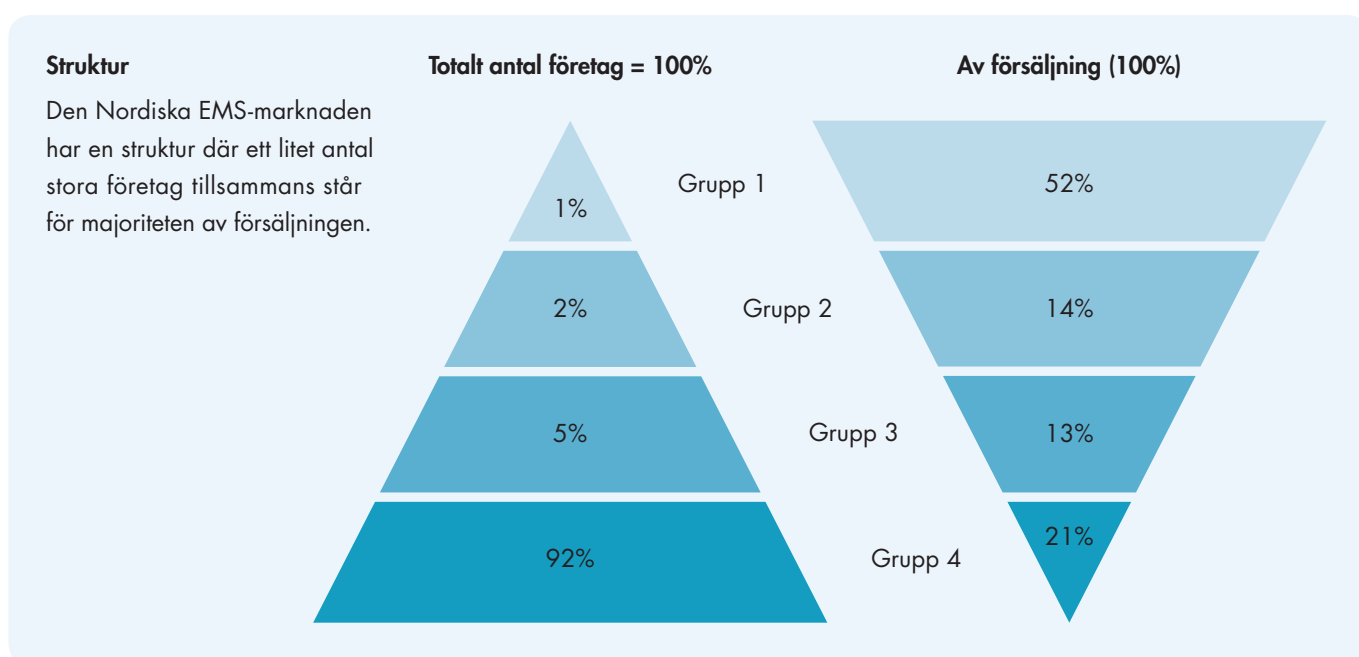 Struktur
Den Nordiska EMS-marknaden
har en struktur där ett litet antal
stora företag tillsammans står
för majoriteten av försäljningen.
Totalt antal företag = 100%
Av försäljning (100%)
1%
Grupp 1
52%
2%
Grupp 2
14%
5%
Grupp 3
13%
92%
Grupp 4
21%